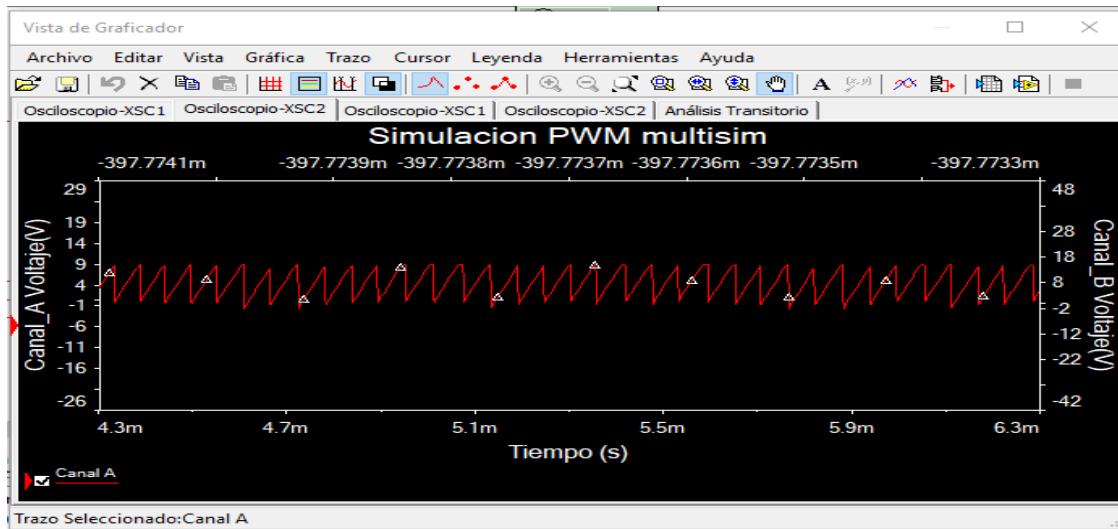 Vista de Graficador
Archivo Editar Vista Gráfica Trazo Cursor Leyenda Herramientas Ayuda
A
Osciloscopio-XSC1 Osciloscopio-XSC2 Osciloscopio-XSC1 Osciloscopio-XSC2 Análisis Transitorio
Simulacion PWM multisim
-397.7741m -397.7739m -397.7738m -397.7737m -397.7736m -397.7735m -397.7733m
Canal_A Voltaje(V)
29
19
14
9
4
-1
-6
-11
-16
-26
48
28
18
8
-2
-12
-22
-42
Canal_B Voltaje(V)
4.3m 4.7m 5.1m 5.5m 5.9m 6.3m
Tiempo (s)
Canal A
Trazo Seleccionado:Canal A